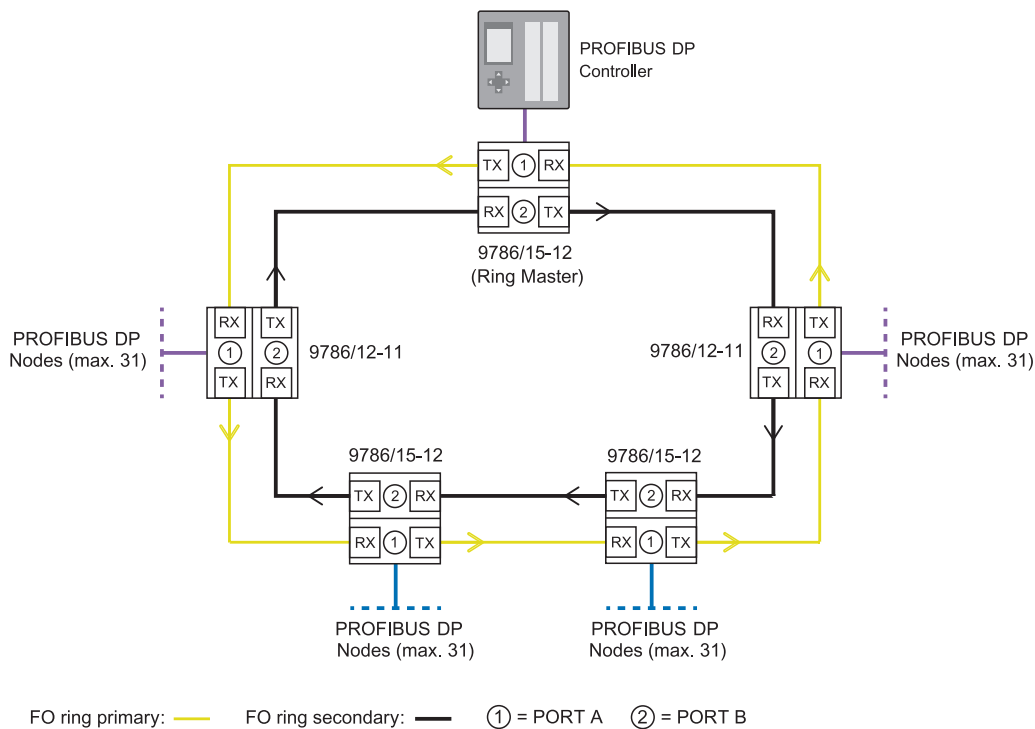 PROFIBUS DP
Controller
TX 1 RX
RX 2 TX
9786/15-12
(Ring Master)
PROFIBUS DP
Nodes (max. 31)
RX TX
1 2
TX RX
9786/12-11
9786/12-11
RX TX
2 1
TX RX
PROFIBUS DP
Nodes (max. 31)
9786/15-12
TX 2 RX
RX 1 TX
PROFIBUS DP
Nodes (max. 31)
9786/15-12
TX 2 RX
RX 1 TX
PROFIBUS DP
Nodes (max. 31)
FO ring primary: FO ring secondary: 1 = PORT A 2 = PORT B